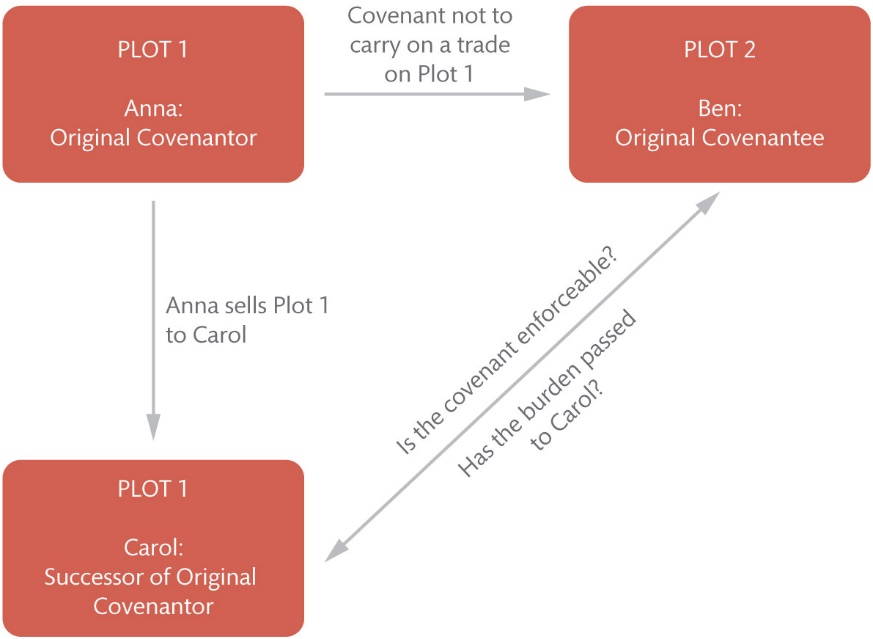 PLOT 1
Anna:
Original Covenantor
Covenant not to
carry on a trade
on Plot 1
PLOT 2
Ben:
Original Covenantee
Anna sells Plot 1
to Carol
Is the covenant enforceable?
Has the burden passed
to Carol?
PLOT 1
Carol:
Successor of Original
Covenantor